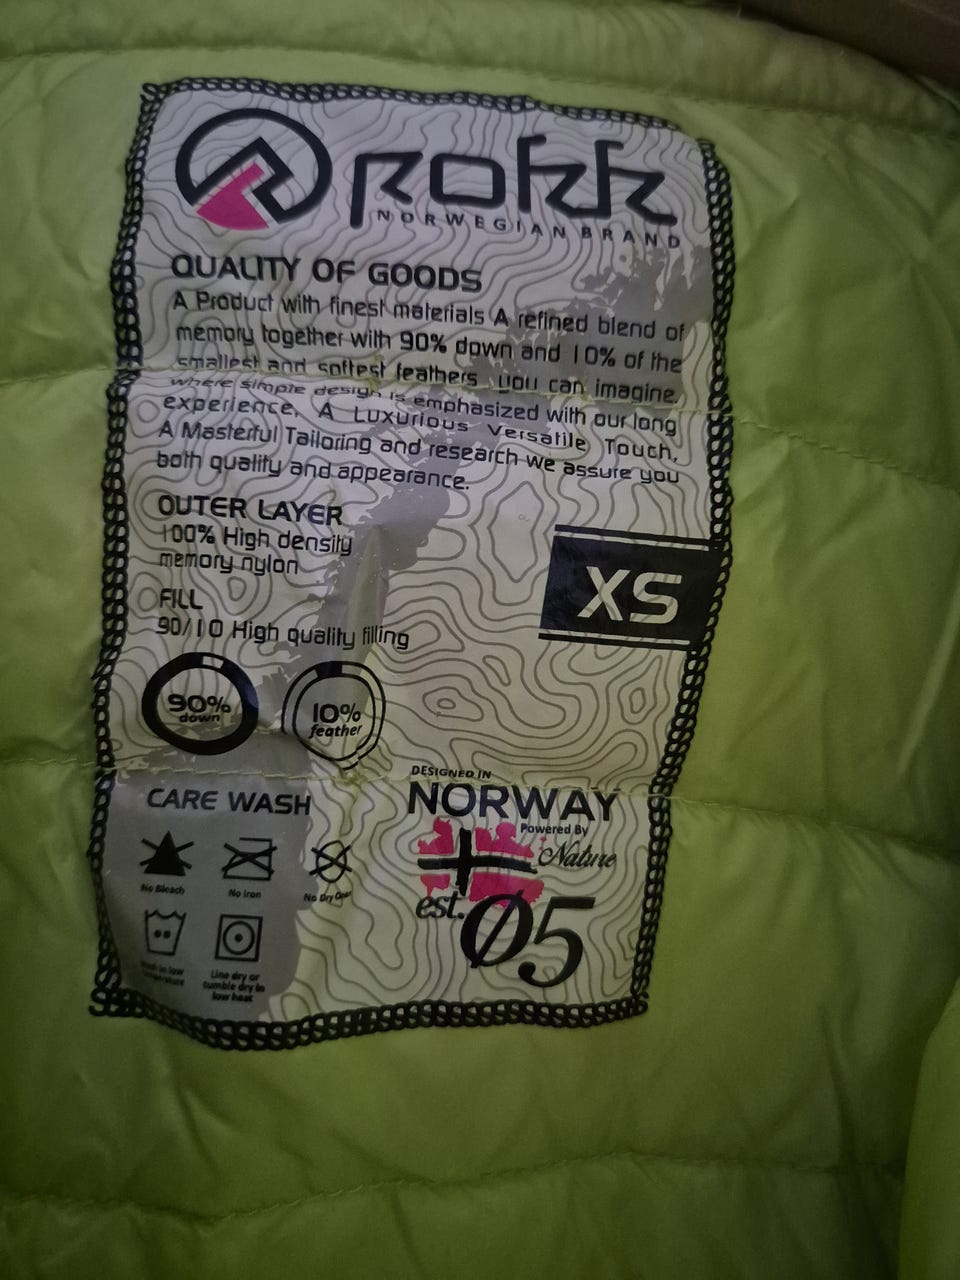 rokk
NORWEGIAN BRAND
QUALITY OF GOODS
A Product with finest materials A refined blend of
memory together with 90% down and 10% of the
smallest and softest feathers you can imagine.
where simple design is emphasized with our long
experience. A Luxurious Versatile Touch,
A Masterful Tailoring and research we assure you
both quality and appearance.
OUTER LAYER
100% High density
memory nylon
XS
FILL
90/10 High quality filling
90%
down
10%
feather
CARE WASH
No Bleach
No Iron
No Dry
in low
Line dry or
tumble dry in
low heat
DESIGNED IN
NORWAY
Powered By
Nature
est.
Ø5